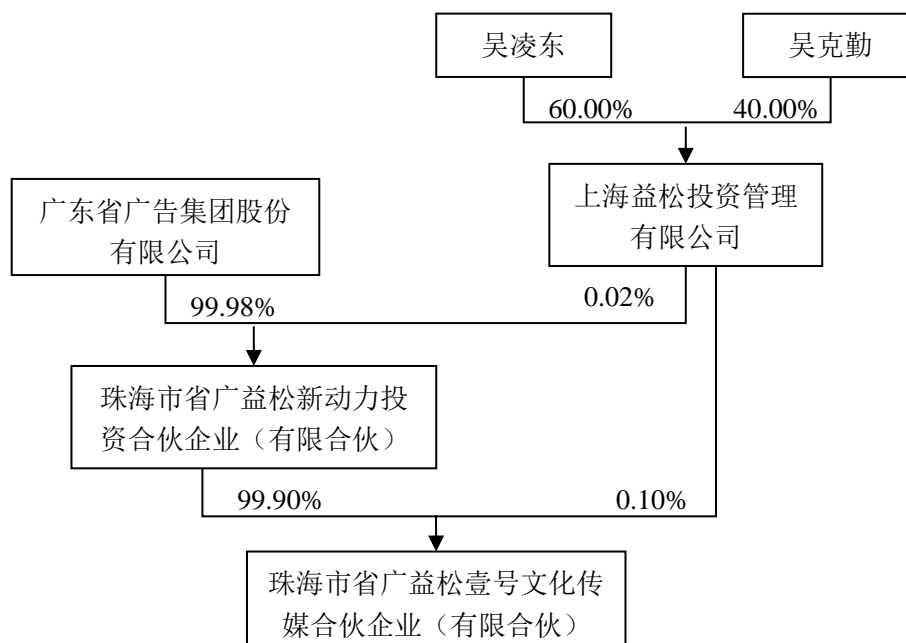 吴凌东
吴克勤
60.00%
40.00%
广东省广告集团股份
有限公司
上海益松投资管理
有限公司
99.98%
0.02%
珠海市省广益松新动力投
资合伙企业（有限合伙）
99.90%
0.10%
珠海市省广益松壹号文化传
媒合伙企业（有限合伙）